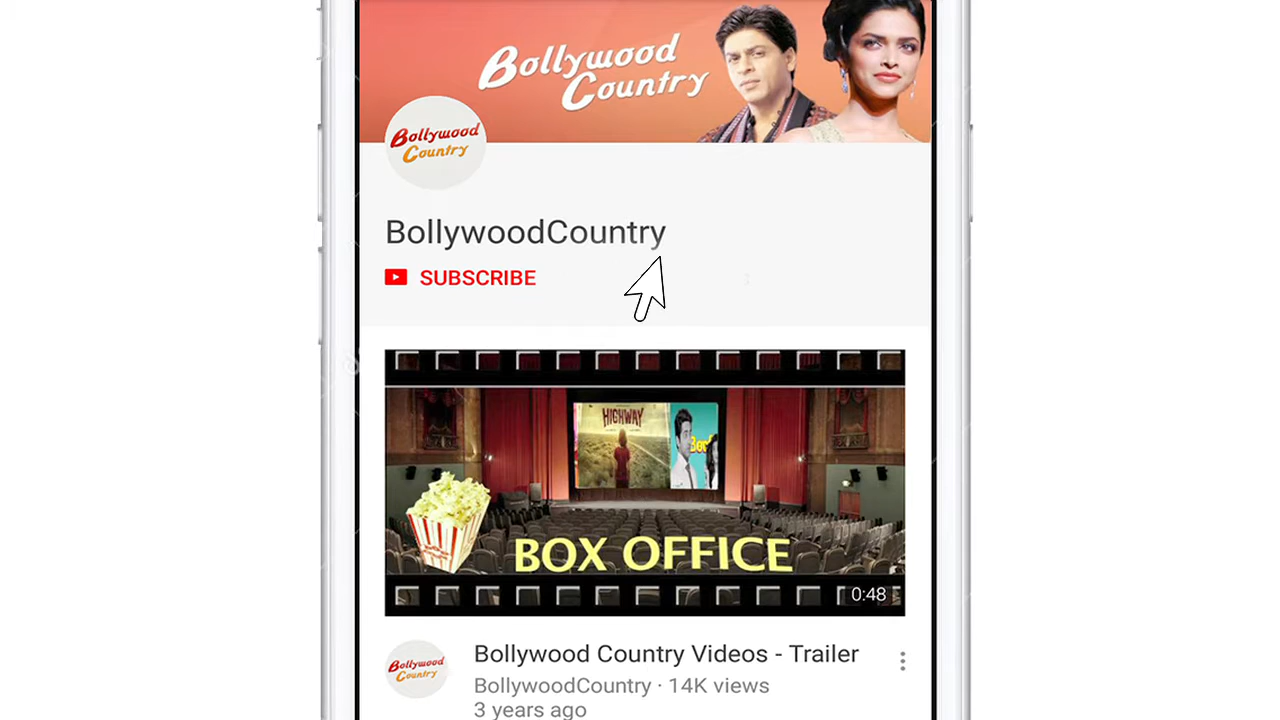 Bollywood
Country
Bollywood
Country
BollywoodCountry
SUBSCRIBE
HIGHWAY
BOX OFFICE
0:48
Bollywood Country Videos - Trailer
Bollywood
Country
BollywoodCountry · 14K views
3 years ago